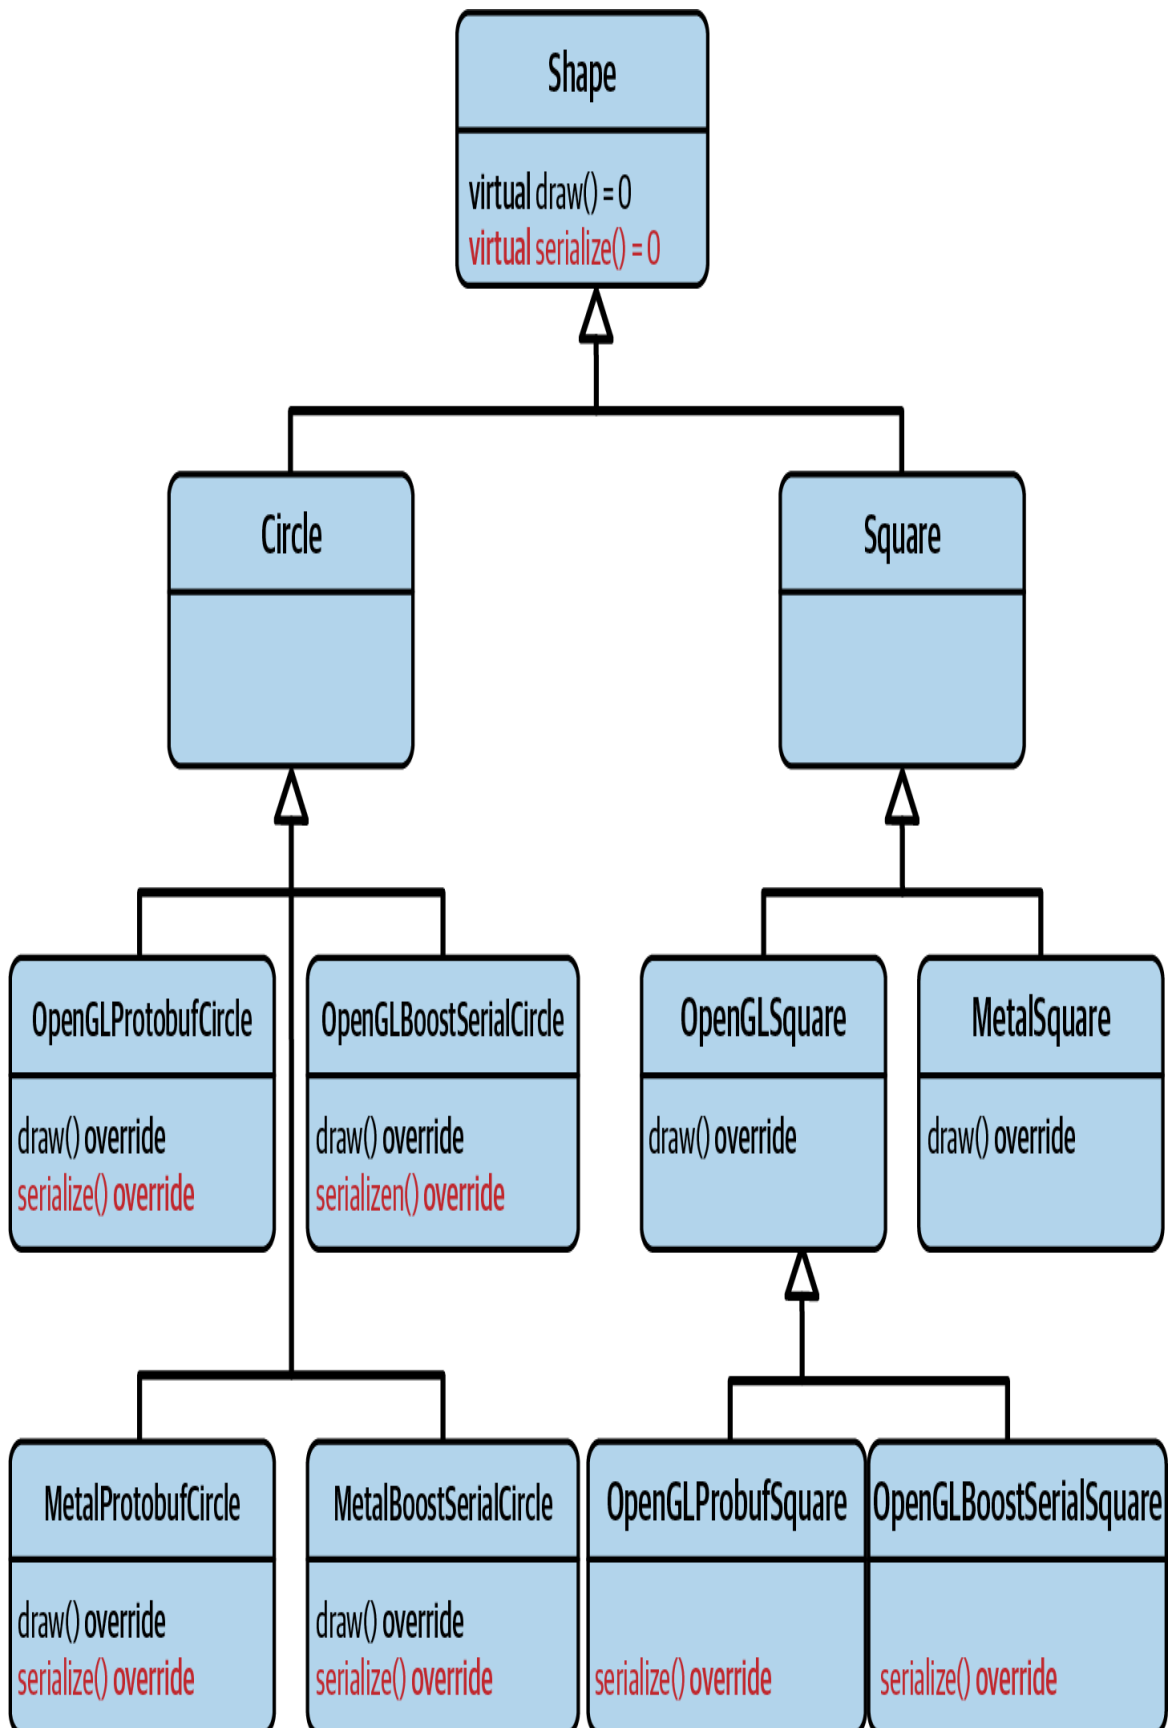 Shape
virtual draw() = 0
virtual serialize() = 0
Circle
Square
OpenGLProtobufCircle
draw() override
serialize() override
OpenGLBoostSerialCircle
draw() override
serializen() override
OpenGLSquare
draw() override
MetalSquare
draw() override
MetalProtobufCircle
draw() override
serialize() override
MetalBoostSerialCircle
draw() override
serialize() override
OpenGLProbufSquare
serialize() override
OpenGLBoostSerialSquare
serialize() override